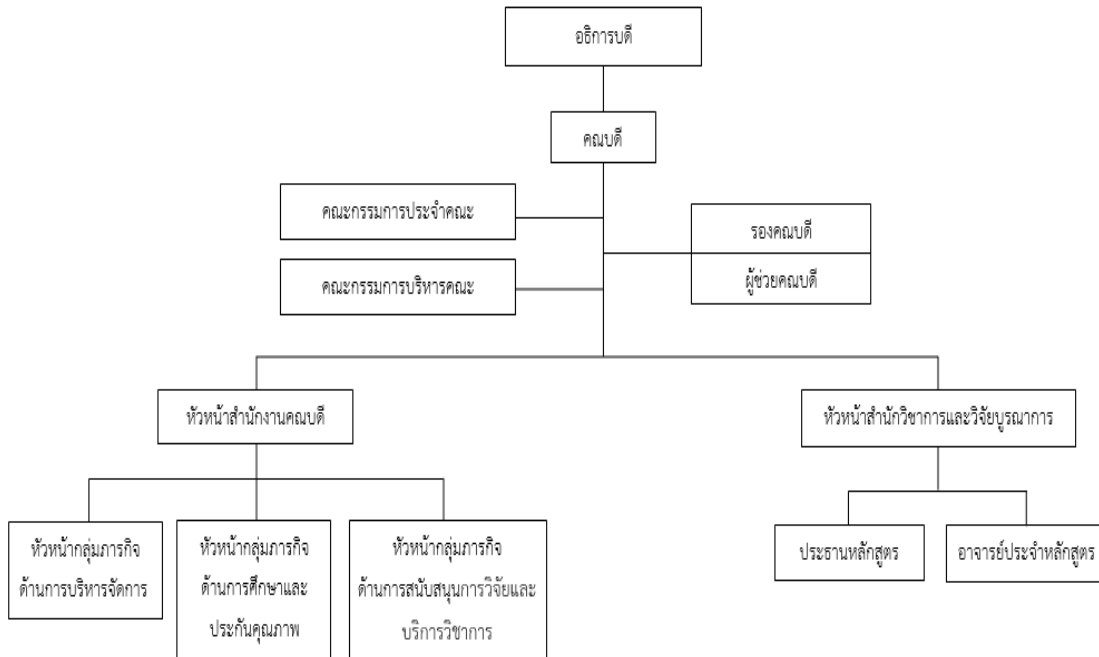 อธิการบดี
คณบดี
คณะกรรมการประจำคณะ
รองคณบดี
ผู้ช่วยคณบดี
คณะกรรมการบริหารคณะ
หัวหน้าสำนักงานคณบดี
หัวหน้าสำนักวิชาการและวิจัยบูรณาการ
หัวหน้ากลุ่มภารกิจ
ด้านการบริหารจัดการ
หัวหน้ากลุ่มภารกิจ
ด้านการศึกษาและ
ประกันคุณภาพ
หัวหน้ากลุ่มภารกิจ
ด้านการสนับสนุนการวิจัยและ
บริการวิชาการ
ประธานหลักสูตร
อาจารย์ประจำหลักสูตร